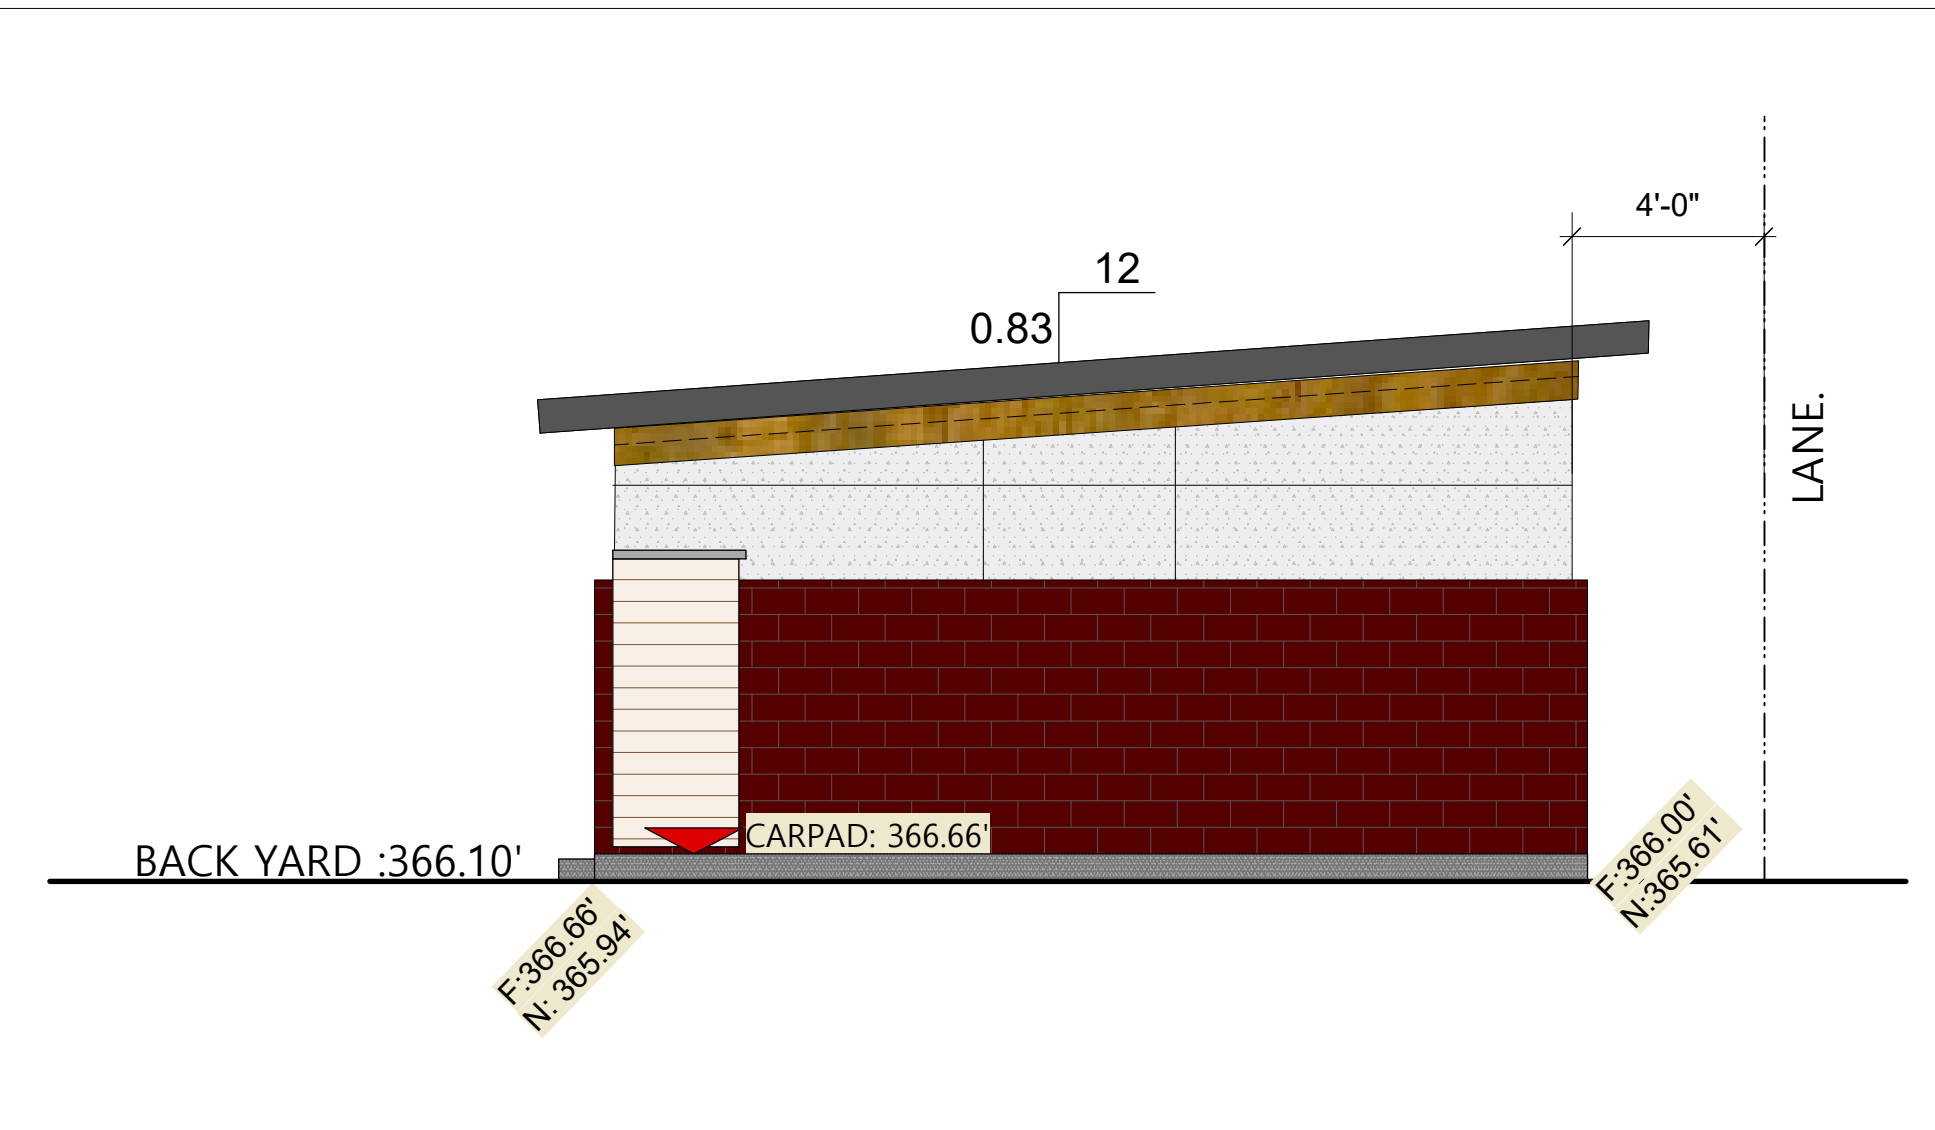 4'-0"
12
0.83
LANE.
CARPAD: 366.66'
BACK YARD :366.10'
F:366.00'
N:365.61'
F:366.66'
N: 365.94'